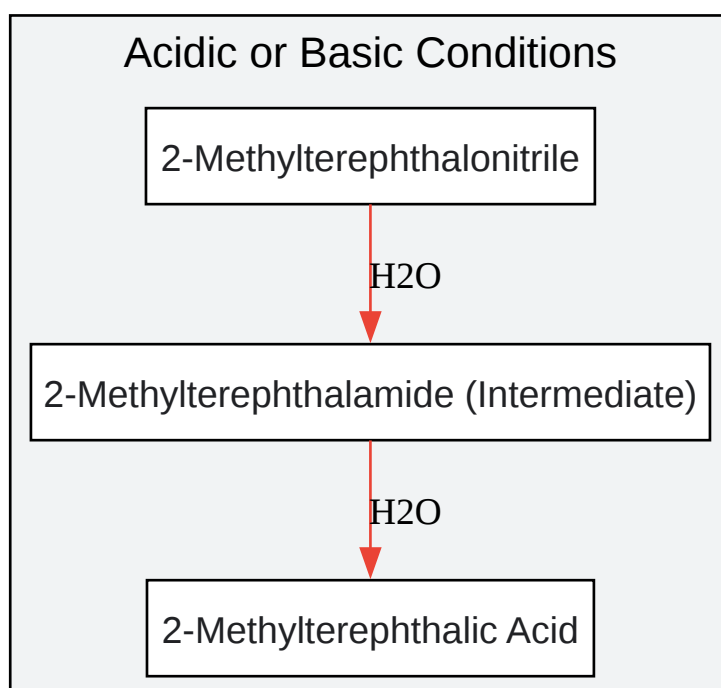 Acidic or Basic Conditions
2-Methylterephthalonitrile
H2O
2-Methylterephthalamide (Intermediate)
H2O
2-Methylterephthalic Acid